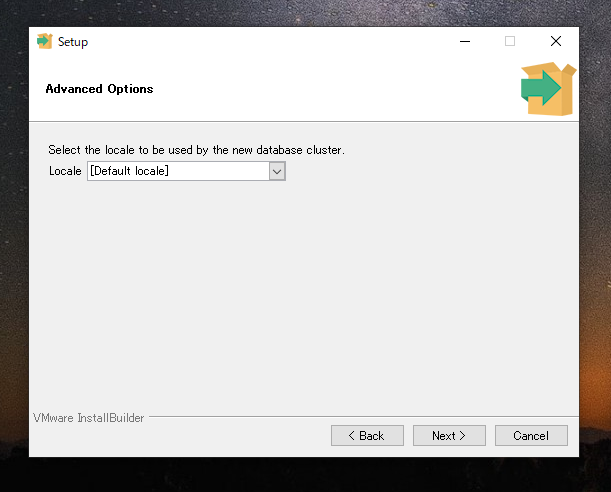 Setup
Advanced Options
Select the locale to be used by the new database cluster.
Locale [Default locale]
VMware InstallBuilder
< Back Next > Cancel